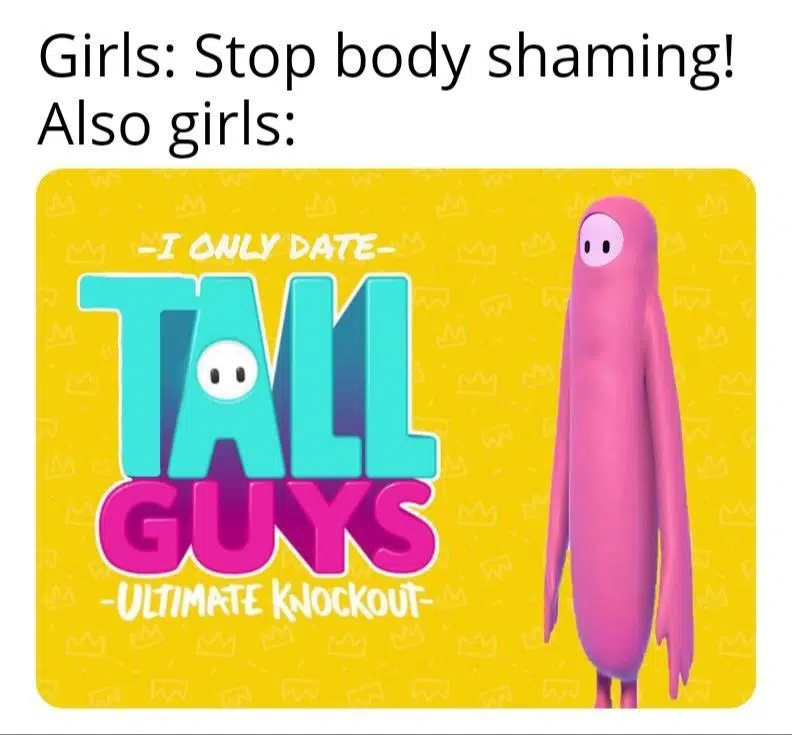 Girls: Stop body shaming!
Also girls:
-I ONLY DATE-
TALL
GUYS
-ULTIMATE KNOCKOUT-